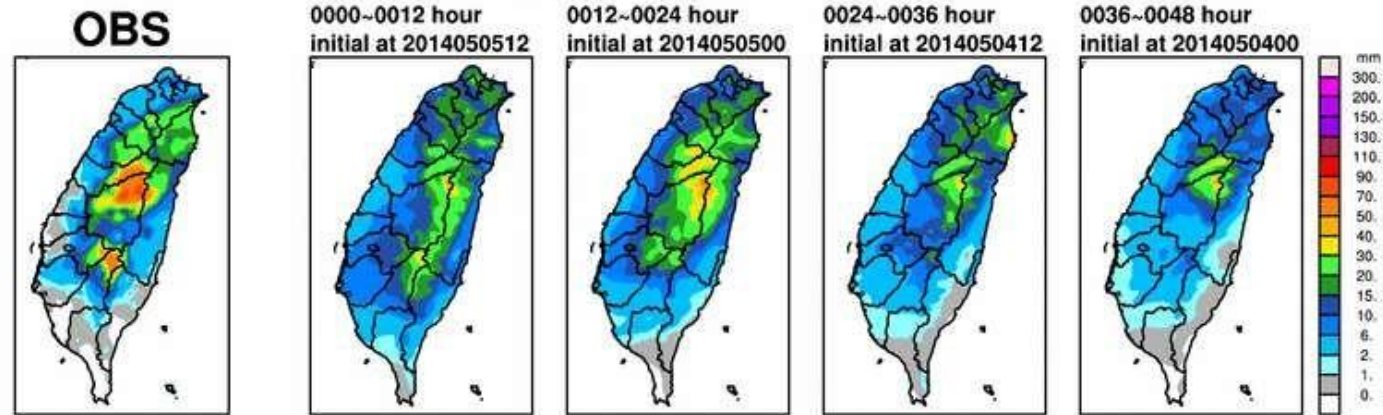 OBS
0000~0012 hour
initial at 2014050512
0012~0024 hour
initial at 2014050500
0024~0036 hour
initial at 2014050412
0036~0048 hour
initial at 2014050400
mm
300.
200.
150.
130.
110.
90.
70.
50.
40.
30.
20.
15.
10.
6.
2.
1.
0.